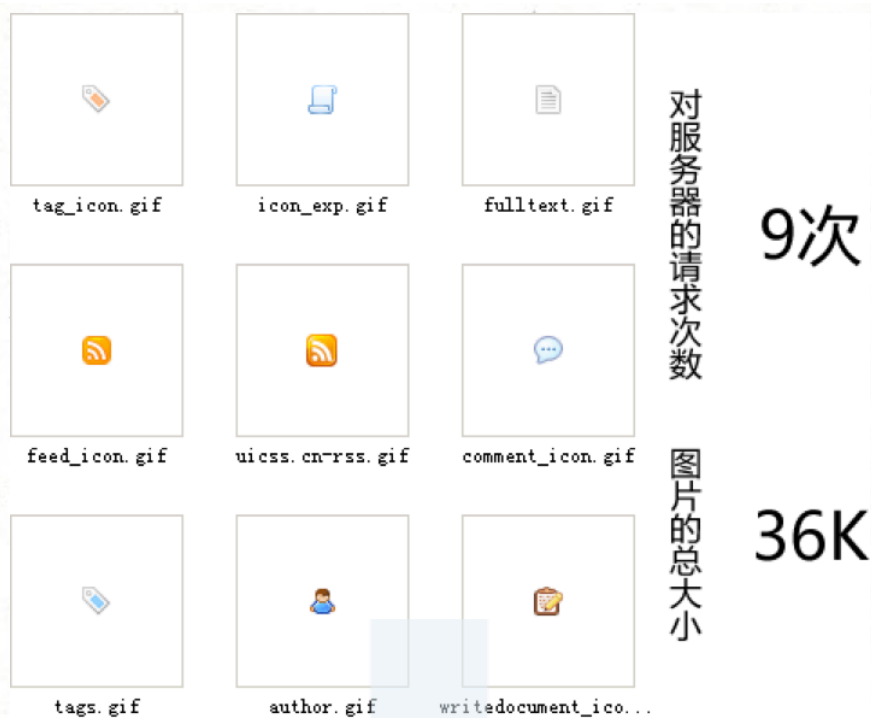 tag_icon.gif
icon_exp.gif
fulltext.gif
feed_icon.gif
uicss.cn-rss.gif
comment_icon.gif
tags.gif
author.gif
writedocument_ico...
对服务器的请求次数
9次
图片的总大小
36K